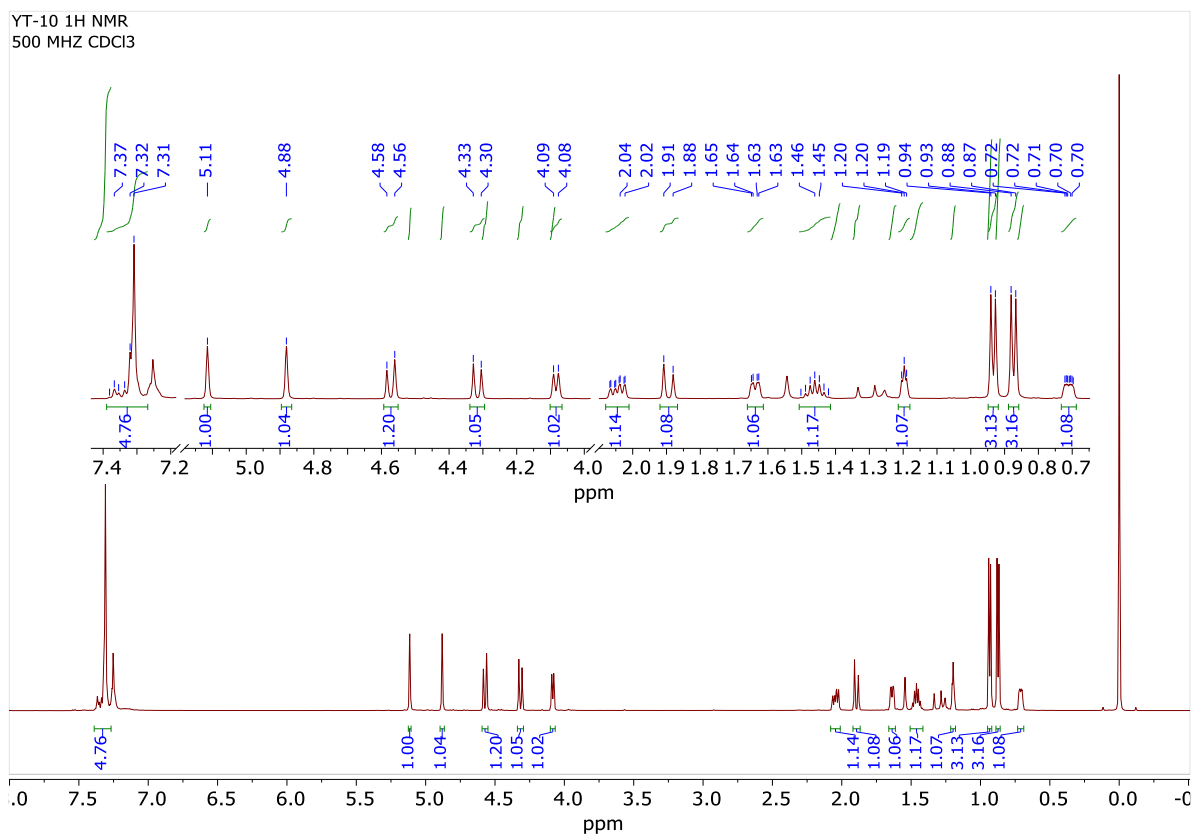 YT-10 1H NMR
500 MHZ CDCl3
7.37 7.32 7.31 5.11 4.88 4.58 4.56 4.33 4.30 4.09 4.08 2.04 2.02 1.91 1.88 1.65 1.64 1.63 1.63 1.46 1.45 1.20 1.20 1.19 0.94 0.93 0.88 0.87 0.72 0.72 0.71 0.70 0.70
4.76 1.00 1.04 1.20 1.05 1.02 1.14 1.08 1.06 1.17 1.07 3.13 3.16 1.08
7.4 7.2 5.0 4.8 4.6 4.4 4.2 4.0 2.0 1.9 1.8 1.7 1.6 1.5 1.4 1.3 1.2 1.1 1.0 0.9 0.8 0.7
ppm
4.76 1.00 1.04 1.20 1.05 1.02 1.14 1.08 1.06 1.17 1.07 3.13 3.16 1.08
.0 7.5 7.0 6.5 6.0 5.5 5.0 4.5 4.0 3.5 3.0 2.5 2.0 1.5 1.0 0.5 0.0 -0
ppm